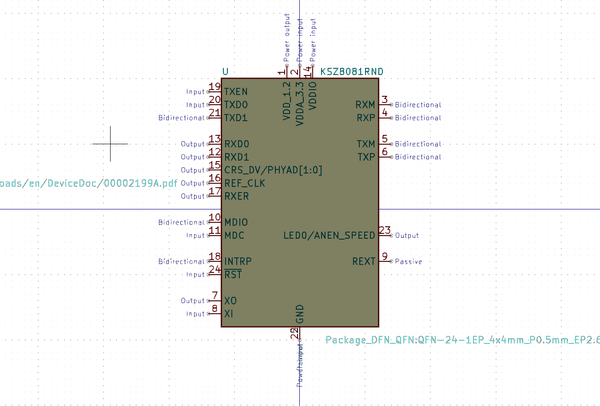 Power output
Power input
Power input
1
2
14
U
KSZ8081RND
VDD_1.2
VDDA_3.3
VDDIO
Input 19 TXEN
Input 20 TXD0
Bidirectional 21 TXD1
RXM 3 Bidirectional
RXP 4 Bidirectional
Output 13 RXD0
Output 12 RXD1
Output 15 CRS_DV/PHYAD[1:0]
Output 16 REF_CLK
Output 17 RXER
TXM 5 Bidirectional
TXP 6 Bidirectional
oads/en/DeviceDoc/00002199A.pdf
Bidirectional 10 MDIO
Input 11 MDC
LED0/ANEN_SPEED 23 Output
Bidirectional 18 INTRP
Input 24 RST
REXT 9 Passive
Output 7 XO
Input 8 XI
GND
22
Power input
Package_DFN_QFN:QFN-24-1EP_4x4mm_P0.5mm_EP2.6